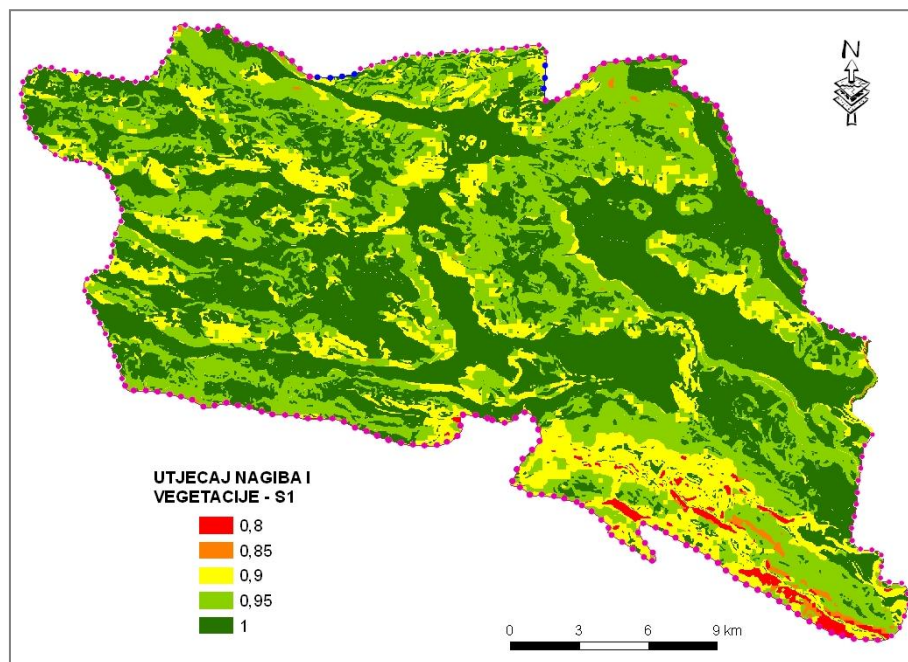 N
UTJECAJ NAGIBA I
VEGETACIJE - S1
0,8
0,85
0,9
0,95
1
0 3 6 9 km